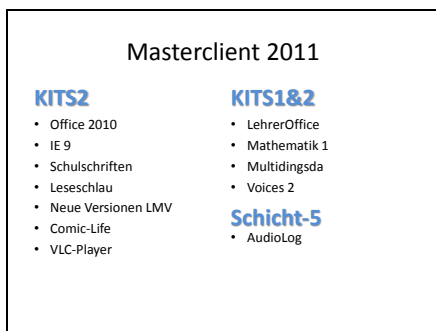 Masterclient 2011
KITS2
• Office 2010
• IE 9
• Schulschriften
• Leseschlau
• Neue Versionen LMV
• Comic-Life
• VLC-Player
KITS1&2
• LehrerOffice
• Mathematik 1
• Multidingsda
• Voices 2
Schicht-5
• AudioLog